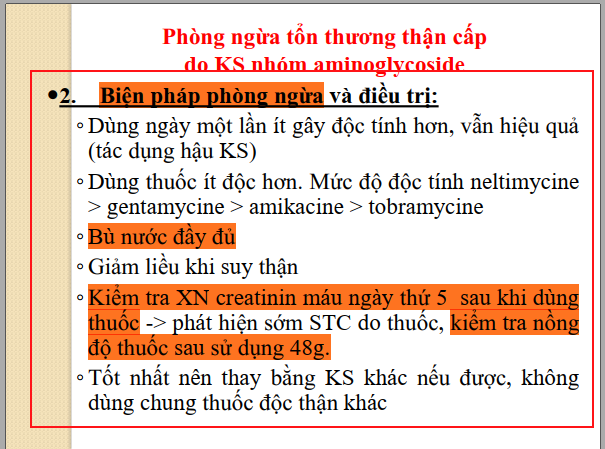 Phòng ngừa tổn thương thận cấp
do KS nhóm aminoglycoside
•2. Biện pháp phòng ngừa và điều trị:
◦Dùng ngày một lần ít gây độc tính hơn, vẫn hiệu quả
(tác dụng hậu KS)
◦Dùng thuốc ít độc hơn. Mức độ độc tính neltimycine
> gentamycine > amikacine > tobramycine
◦Bù nước đầy đủ
◦Giảm liều khi suy thận
◦Kiểm tra XN creatinin máu ngày thứ 5 sau khi dùng
thuốc -> phát hiện sớm STC do thuốc, kiểm tra nồng
độ thuốc sau sử dụng 48g.
◦Tốt nhất nên thay bằng KS khác nếu được, không
dùng chung thuốc độc thận khác